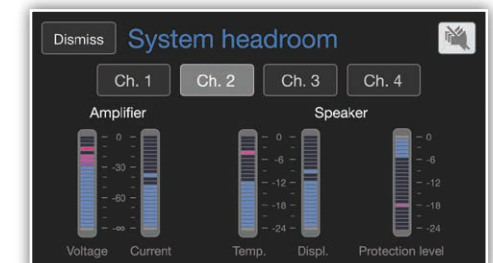 Dismiss System headroom
Ch. 1 Ch. 2 Ch. 3 Ch. 4
Amplifier Speaker
0 0 0
-30 -6 -6
-12 -12
-60 -18 -18
-∞ -24 -24
Voltage Current Temp. Displ. Protection level